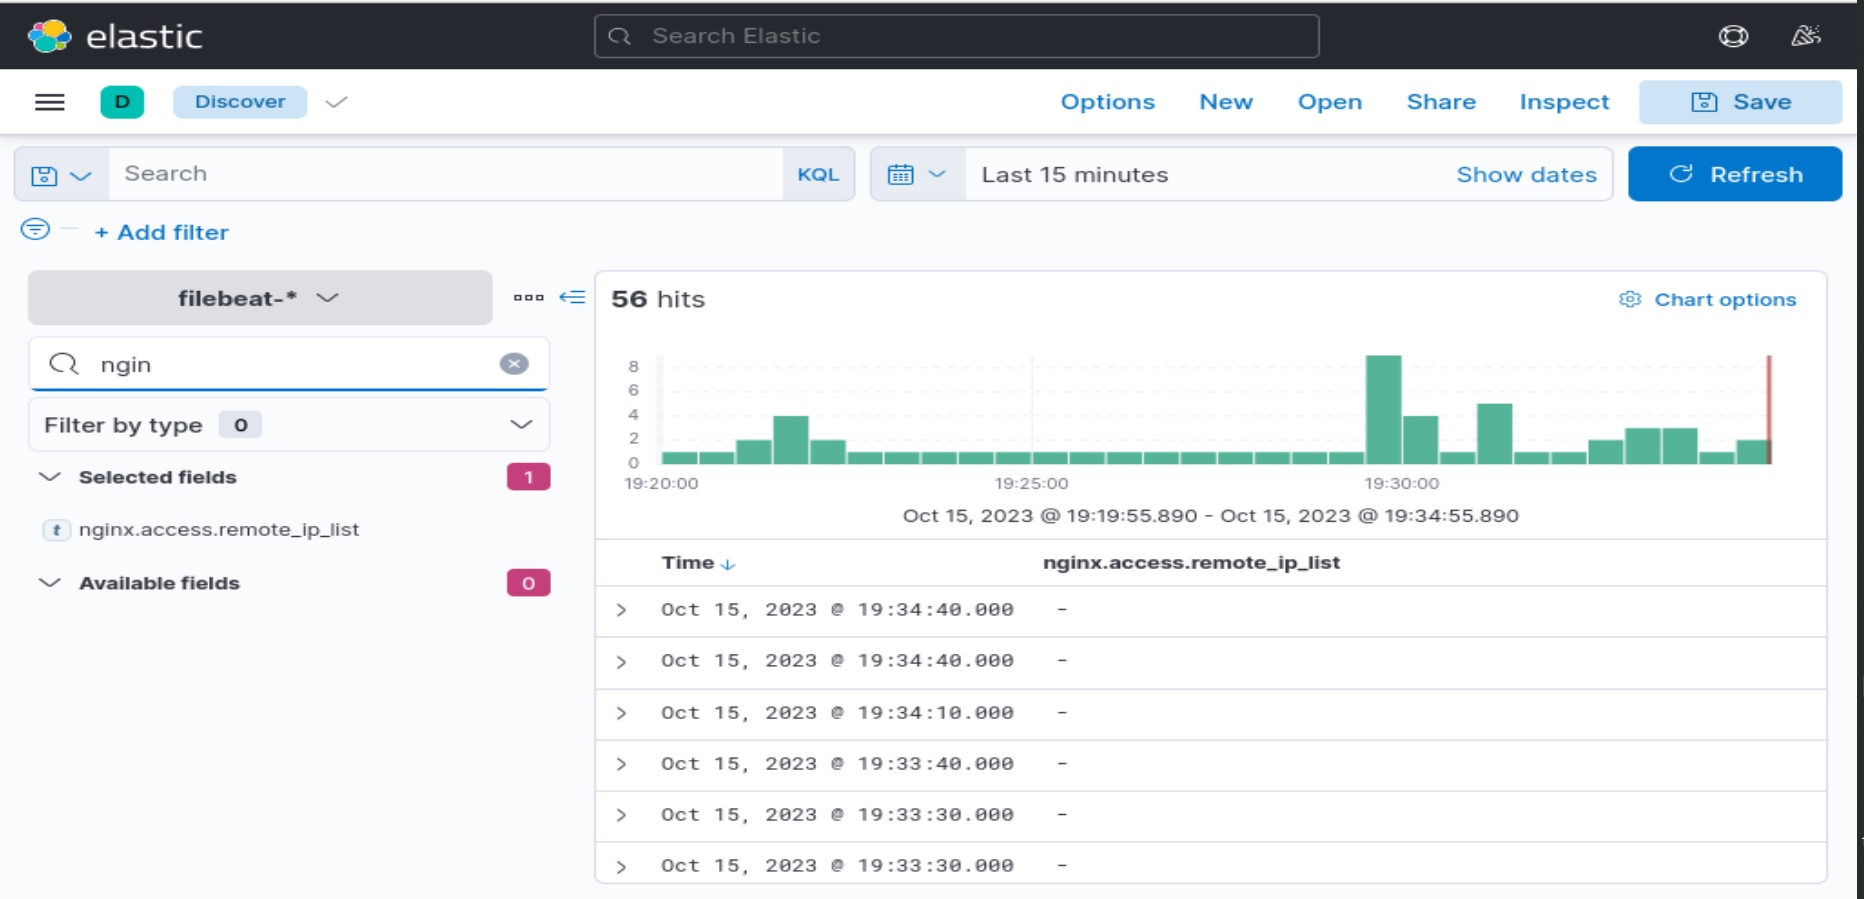 elastic
Search Elastic
D
Discover
Options
New
Open
Share
Inspect
Save
Search
KQL
Last 15 minutes
Show dates
Refresh
+ Add filter
filebeat-*
ngin
Filter by type 0
Selected fields 1
t nginx.access.remote_ip_list
Available fields 0
56 hits
Chart options
8
6
4
2
0
19:20:00 19:25:00 19:30:00
Oct 15, 2023 @ 19:19:55.890 - Oct 15, 2023 @ 19:34:55.890
Time nginx.access.remote_ip_list
Oct 15, 2023 @ 19:34:40.000 -
Oct 15, 2023 @ 19:34:40.000 -
Oct 15, 2023 @ 19:34:10.000 -
Oct 15, 2023 @ 19:33:40.000 -
Oct 15, 2023 @ 19:33:30.000 -
Oct 15, 2023 @ 19:33:30.000 -